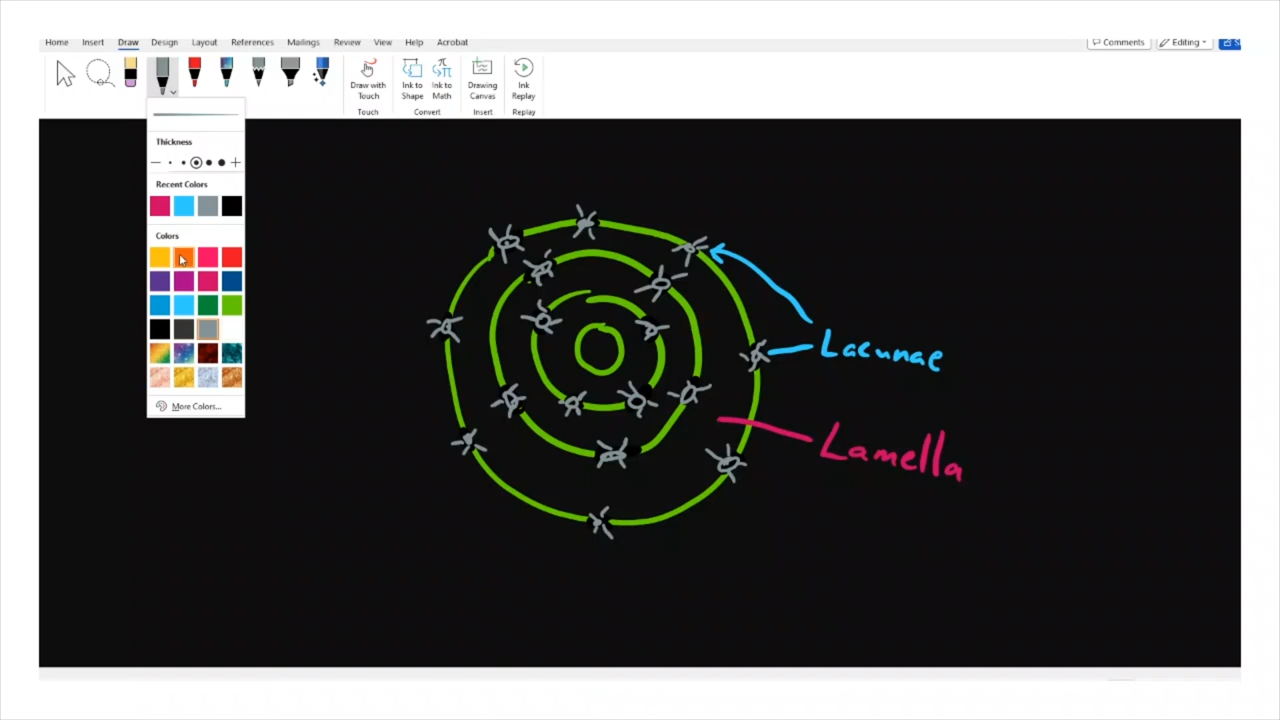 Home Insert Draw Design Layout References Mailings Review View Help Acrobat
Comments Editing
Draw with Touch
Ink to Shape
Ink to Math
Drawing Canvas
Ink Replay
Touch Convert Insert Replay
Thickness
Recent Colors
Colors
More Colors...
Lacunae
Lamella